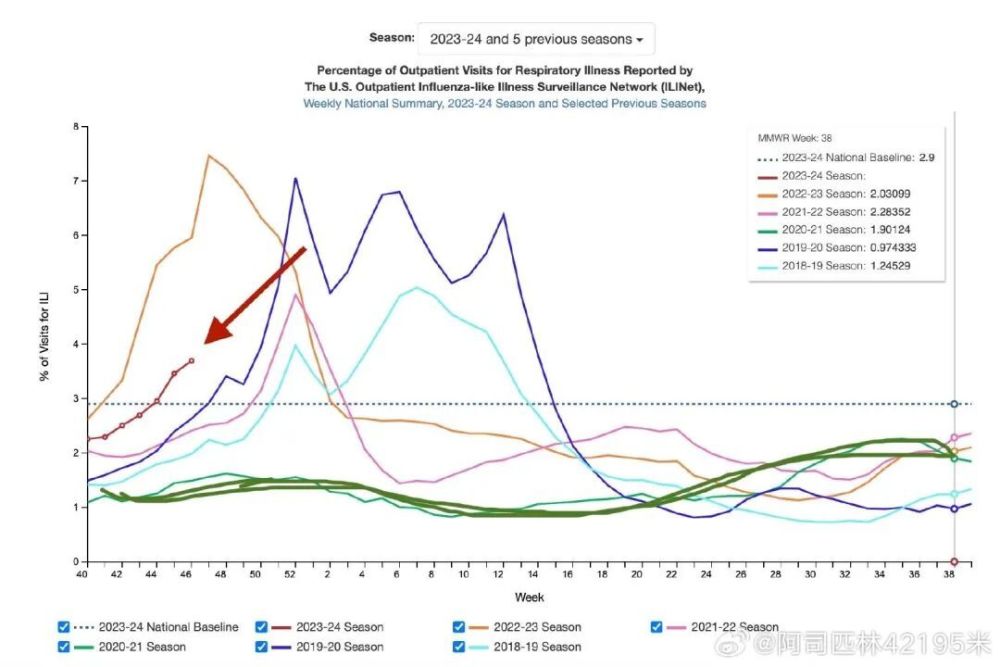 Season: 2023-24 and 5 previous seasons
Percentage of Outpatient Visits for Respiratory Illness Reported by
The U.S. Outpatient Influenza-like Illness Surveillance Network (ILINet),
Weekly National Summary, 2023-24 Season and Selected Previous Seasons
MMWR Week: 38
2023-24 National Baseline: 2.9
2023-24 Season:
2022-23 Season: 2.03099
2021-22 Season: 2.28352
2020-21 Season: 1.90124
2019-20 Season: 0.974333
2018-19 Season: 1.24529
% of Visits for ILI
8
7
6
5
4
3
2
1
0
40 42 44 46 48 50 52 2 4 6 8 10 12 14 16 18 20 22 24 26 28 30 32 34 36 38
Week
2023-24 National Baseline 2023-24 Season 2022-23 Season 2021-22 Season
2020-21 Season 2019-20 Season 2018-19 Season
@阿司匹林42195米